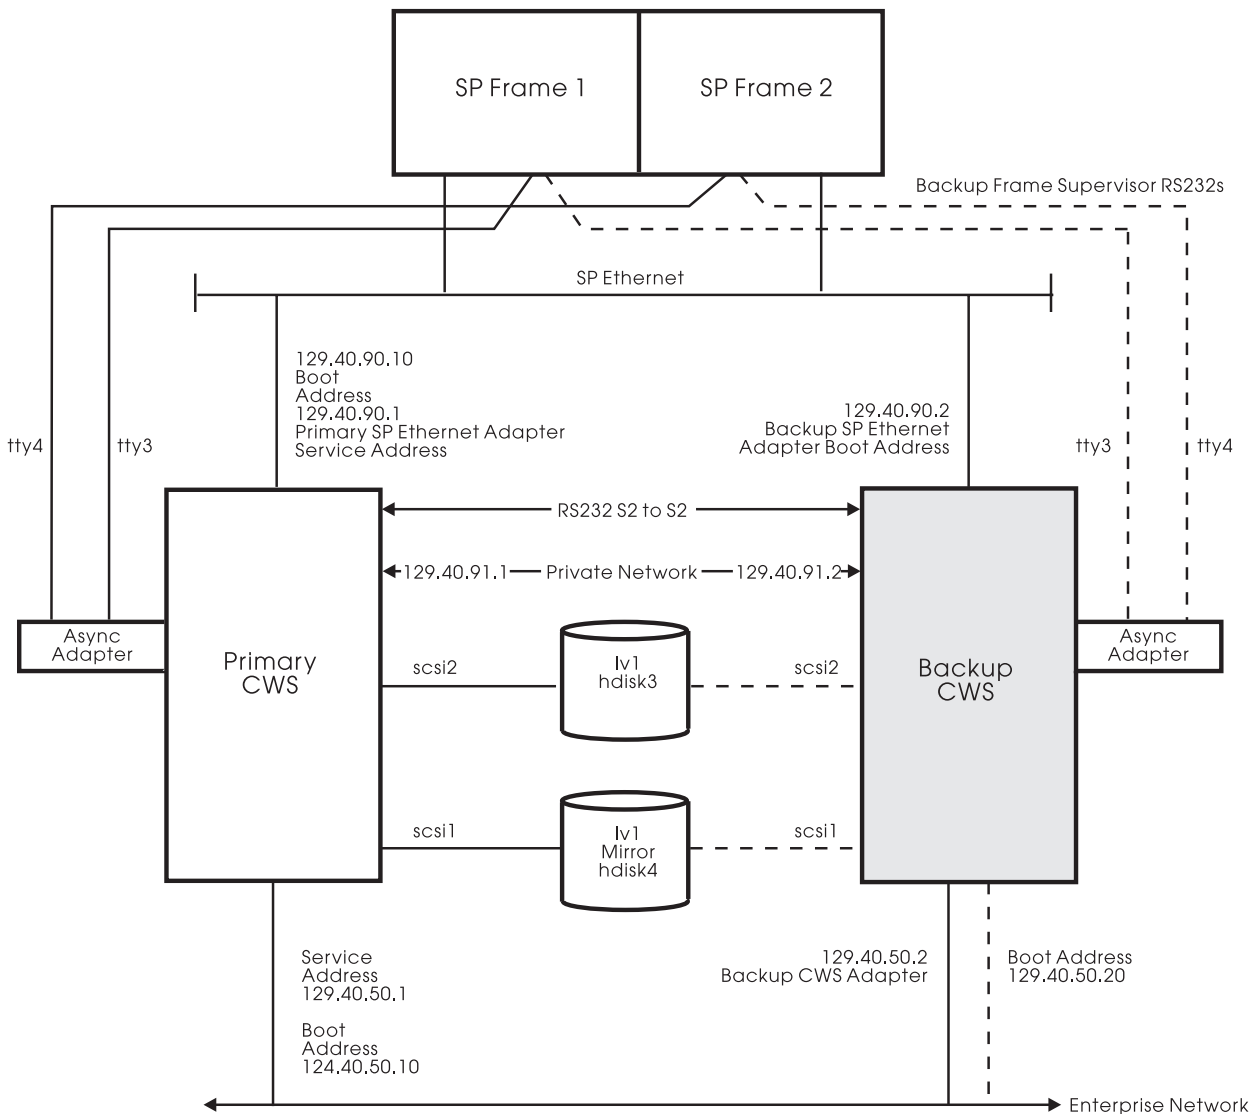 SP Frame 1
SP Frame 2
Backup Frame Supervisor RS232s
SP Ethernet
129.40.90.10
Boot
Address
129.40.90.1
Primary SP Ethernet Adapter
Service Address
129.40.90.2
Backup SP Ethernet
Adapter Boot Address
tty4
tty3
tty3
tty4
RS232 S2 to S2
129.40.91.1
Private Network
129.40.91.2
Async
Adapter
Primary
CWS
scsi2
lv1
hdisk3
scsi2
Backup
CWS
Async
Adapter
scsi1
lv1
Mirror
hdisk4
scsi1
Service
Address
129.40.50.1
Boot
Address
124.40.50.10
129.40.50.2
Backup CWS Adapter
Boot Address
129.40.50.20
Enterprise Network